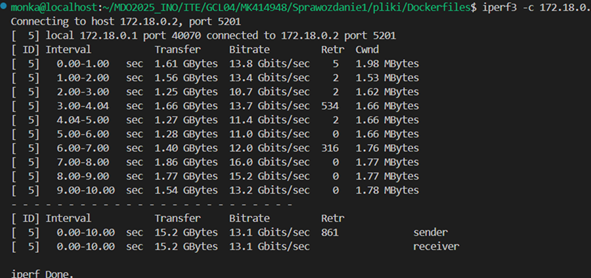 monka@localhost:~/MDO2025_INO/ITE/GCL04/MK414948/Sprawozdanie1/pliki/Dockerfiles$ iperf3 -c 172.18.0.
Connecting to host 172.18.0.2, port 5201
[  5] local 172.18.0.1 port 40070 connected to 172.18.0.2 port 5201
[ ID] Interval           Transfer     Bitrate         Retr  Cwnd
[  5]   0.00-1.00   sec  1.61 GBytes  13.8 Gbits/sec    5   1.98 MBytes
[  5]   1.00-2.00   sec  1.56 GBytes  13.4 Gbits/sec    2   1.53 MBytes
[  5]   2.00-3.00   sec  1.25 GBytes  10.7 Gbits/sec    2   1.62 MBytes
[  5]   3.00-4.04   sec  1.66 GBytes  13.7 Gbits/sec  534   1.66 MBytes
[  5]   4.04-5.00   sec  1.27 GBytes  11.4 Gbits/sec    2   1.66 MBytes
[  5]   5.00-6.00   sec  1.28 GBytes  11.0 Gbits/sec    0   1.66 MBytes
[  5]   6.00-7.00   sec  1.40 GBytes  12.0 Gbits/sec  316   1.76 MBytes
[  5]   7.00-8.00   sec  1.86 GBytes  16.0 Gbits/sec    0   1.77 MBytes
[  5]   8.00-9.00   sec  1.77 GBytes  15.2 Gbits/sec    0   1.77 MBytes
[  5]   9.00-10.00  sec  1.54 GBytes  13.2 Gbits/sec    0   1.78 MBytes
- - - - - - - - - - - - - - - - - - - - - - - - -
[ ID] Interval           Transfer     Bitrate         Retr
[  5]   0.00-10.00  sec  15.2 GBytes  13.1 Gbits/sec  861             sender
[  5]   0.00-10.00  sec  15.2 GBytes  13.1 Gbits/sec                  receiver
iperf Done.